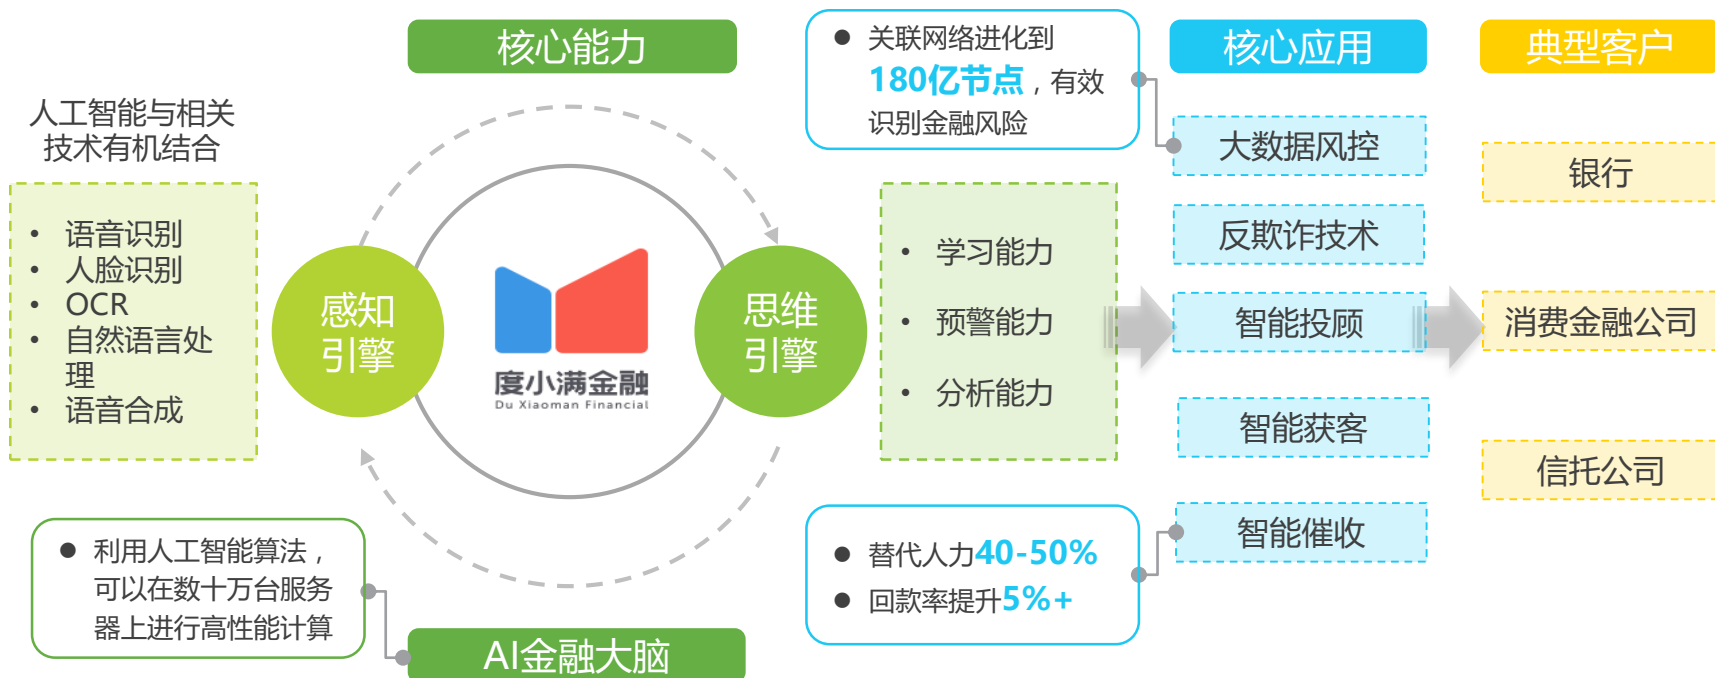 核心能力
人工智能与相关
技术有机结合
• 语音识别
• 人脸识别
• OCR
• 自然语言处
理
• 语音合成
感知
引擎
度小满金融
Du Xiaoman Financial
思维
引擎
• 学习能力
• 预警能力
• 分析能力
● 利用人工智能算法，
可以在数十万台服务
器上进行高性能计算
AI金融大脑
● 关联网络进化到
180亿节点，有效
识别金融风险
● 替代人力40-50%
● 回款率提升5%+
核心应用
大数据风控
反欺诈技术
智能投顾
智能获客
智能催收
典型客户
银行
消费金融公司
信托公司